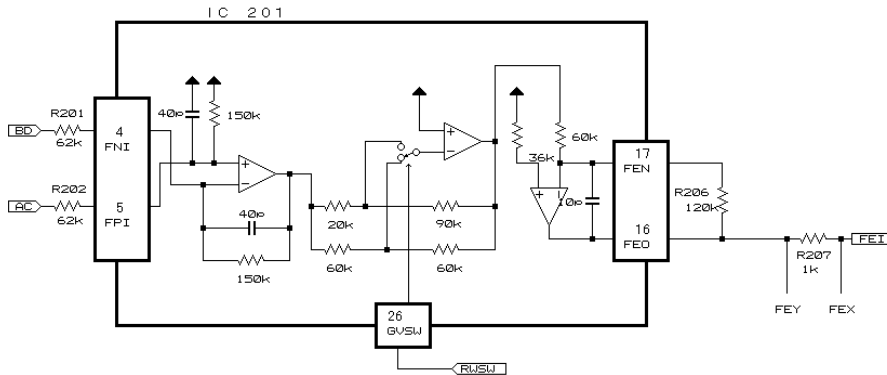 IC 201
BD
R201
62k
4
FNI
AC
R202
62k
5
FPI
40p
150k
+
−
40p
150k
20k
60k
90k
60k
+
−
36k
60k
+
−
10p
17
FEN
16
FEO
R206
120k
R207
1k
FEI
FEY
FEX
26
GVSW
RWSW